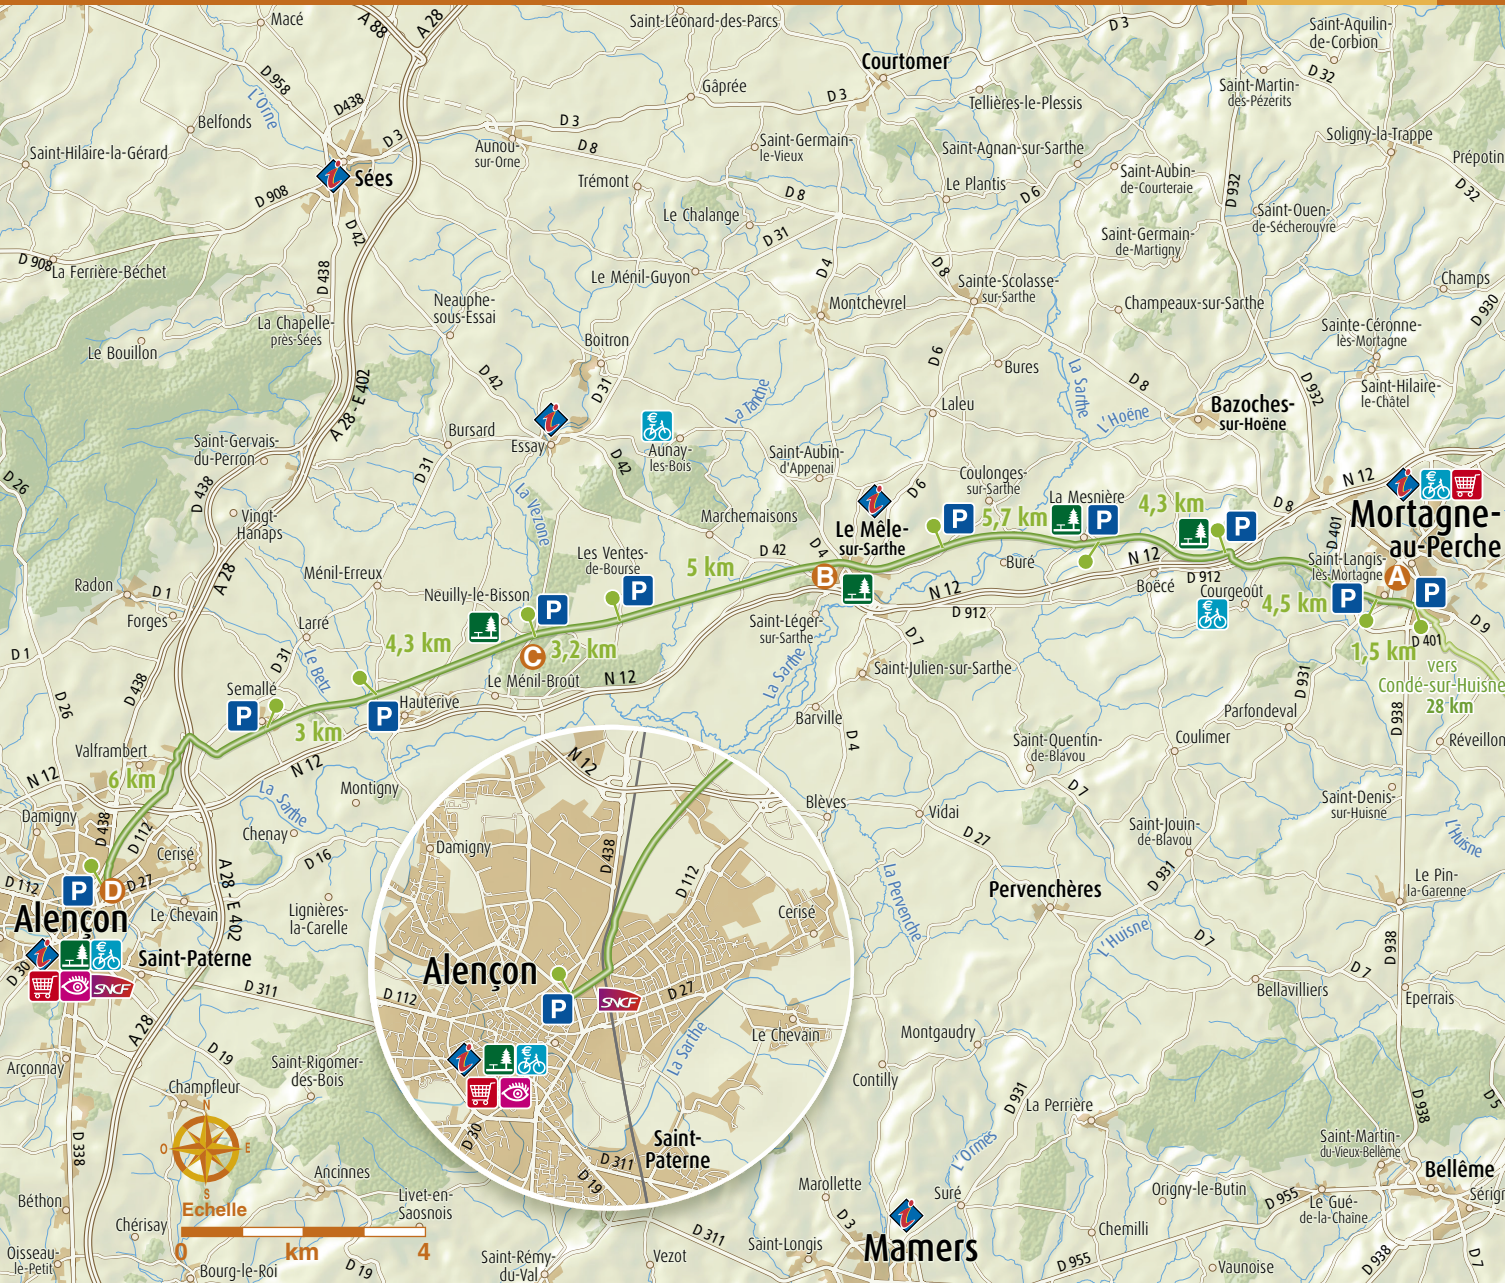 Macé
A 88
A 28
Saint-Léonard-des-Parcs
D 3
Saint-Aquilin-
de-Corbion
Courtomer
D 958
L'Orne
D438
Gâprée
D 3
Tellières-le-Plessis
D 32
Saint-Martin-
des-Pézerits
Belfonds
D 3
D 3
Aunou-
sur-Orne
D 8
Saint-Germain-
le-Vieux
Saint-Agnan-sur-Sarthe
Soligny-la-Trappe
Saint-Hilaire-la-Gérard
Prépotin
Sées
Trémont
D 8
Le Plantis
D 6
Saint-Aubin-
de-Courteraie
D 932
D 32
D 908
Le Chalange
Saint-Ouen-
de-Sécherouvre
D 42
D 31
Saint-Germain-
de-Martigny
D 908
La Ferrière-Béchet
D 438
Le Ménil-Guyon
D 4
D 8
Sainte-Scolasse-
sur-Sarthe
Champs
Neauphe-
sous-Essai
Montchevrel
Champeaux-sur-Sarthe
D 930
La Chapelle-
près-Sées
Sainte-Céronne-
lès-Mortagne
Le Bouillon
Boitron
D 6
Bures
La Sarthe
D 8
D 932
Saint-Hilaire-
le-Châtel
A 28 - E 402
D 42
D 31
La Tanche
Laleu
L'Hoëne
Bazoches-
sur-Hoëne
Saint-Gervais-
du-Perron
Bursard
Essay
Aunay-
les-Bois
Saint-Aubin-
d'Appenai
D 26
D 438
D 31
D 42
La Vézone
D 6
Coulonges-
sur-Sarthe
La Mesnière
4,3 km
D 8
N 12
Mortagne-
au-Perche
Vingt-
Hanaps
Marchemaisons
Le Mêle-
sur-Sarthe
5,7 km
D 401
Les Ventes-
de-Bourse
5 km
D 42
D 4
B
N 12
Buré
Saint-Langis-
lès-Mortagne
A
Radon
D 1
A 28
Ménil-Erreux
Neuilly-le-Bisson
N 12
D 912
Boëcé
D 912
Courgeoût
4,5 km
Forges
Larré
4,3 km
C
3,2 km
Saint-Léger-
sur-Sarthe
D 7
D 9
D 401
1,5 km
D 1
D 31
Le Betz
Le Ménil-Broût
N 12
La Sarthe
Saint-Julien-sur-Sarthe
vers
Condé-sur-Huisne
28 km
D 26
D 438
Semallé
Hauterive
Barville
D 931
Parfondeval
D 938
3 km
D 4
Saint-Quentin-
de-Blavou
Coulimer
Réveillon
Valframbert
N 12
6 km
N 12
N 12
D 7
Damigny
D 438
D 112
La Sarthe
Montigny
Blèves
Vidai
Saint-Denis-
sur-Huisne
Chenay
Damigny
D 438
D 27
Saint-Jouin-
de-Blavou
L'Huisne
Cerisé
D 16
D 112
D 931
Le Pin-
la-Garenne
P
D
D 27
D 112
A 28 - E 402
La Pervenche
Pervenchères
Alençon
Le Chevain
Lignières-
la-Carelle
Cerisé
L'Huisne
D 7
D 938
D 30
Saint-Paterne
Alençon
D 7
SNCF
D 311
D 112
P
SNCF
D 27
Bellavilliers
Eperrais
A 28
La Sarthe
Le Chevain
Montgaudry
Arçonnay
D 19
Saint-Rigomer-
des-Bois
Contilly
Champfleur
D 931
La Perrière
D 938
D 5
N
O
E
S
D 338
D 30
Saint-
Paterne
D 311
D 19
L'Ormes
Saint-Martin-
du-Vieux-Bellême
Bellême
Ancinnes
Marollette
Suré
Origny-le-Butin
D 955
Le Gué-
de-la-Chaîne
Sérign
Béthon
Echelle
0
km
4
Livet-en-
Saosnois
Chérisay
D 311
D 3
Mamers
Chemilli
Oisseau-
le-Petit
Bourg-le-Roi
D 19
Saint-Rémy-
du-Val
Vezot
Saint-Longis
D 955
Vaunoise
D 938
D 7